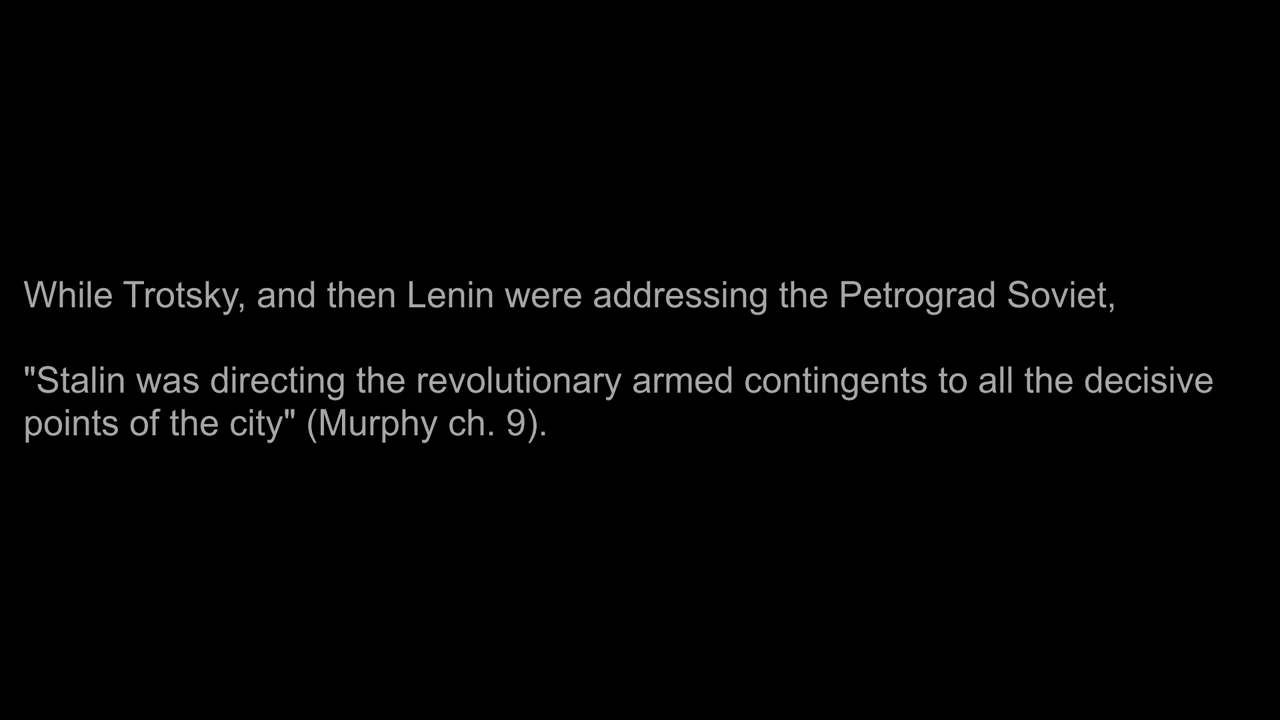 While Trotsky, and then Lenin were addressing the Petrograd Soviet,
"Stalin was directing the revolutionary armed contingents to all the decisive
points of the city" (Murphy ch. 9).